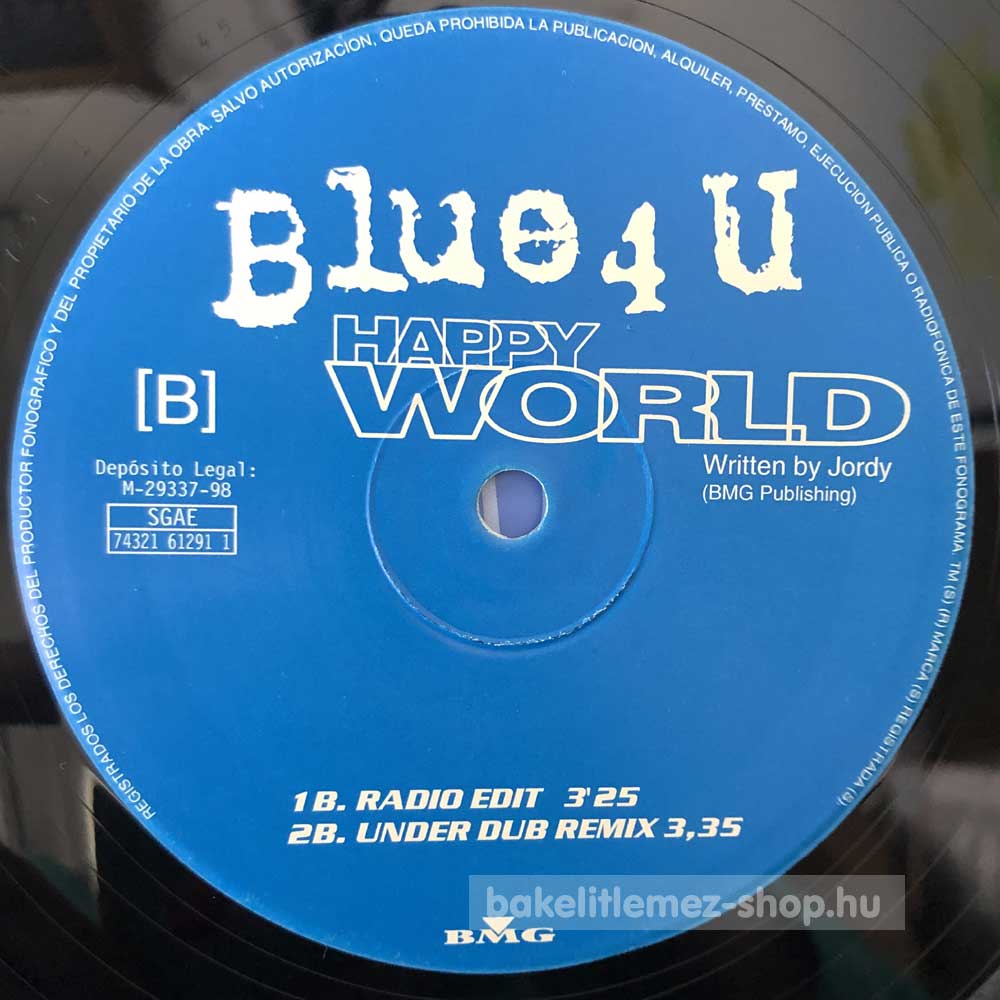 REGISTRADOS LOS DERECHOS DEL PRODUCTOR FONOGRAFICO Y DEL PROPIETARIO DE LA OBRA. SALVO AUTORIZACION, QUEDA PROHIBIDA LA PUBLICACION, ALQUILER, PRESTAMO, EJECUCION PUBLICA O RADIOFONICA DE ESTE FONOGRAMA. TM (S) (R) MARCA (S) REGISTRADA (S)
Blue 4 U
HAPPY
WORLD
[B]
Written by Jordy
(BMG Publishing)
Depósito Legal:
M-29337-98
SGAE
74321 61291 1
1B. RADIO EDIT 3'25
2B. UNDER DUB REMIX 3,35
bakelitlemez-shop.hu
BMG